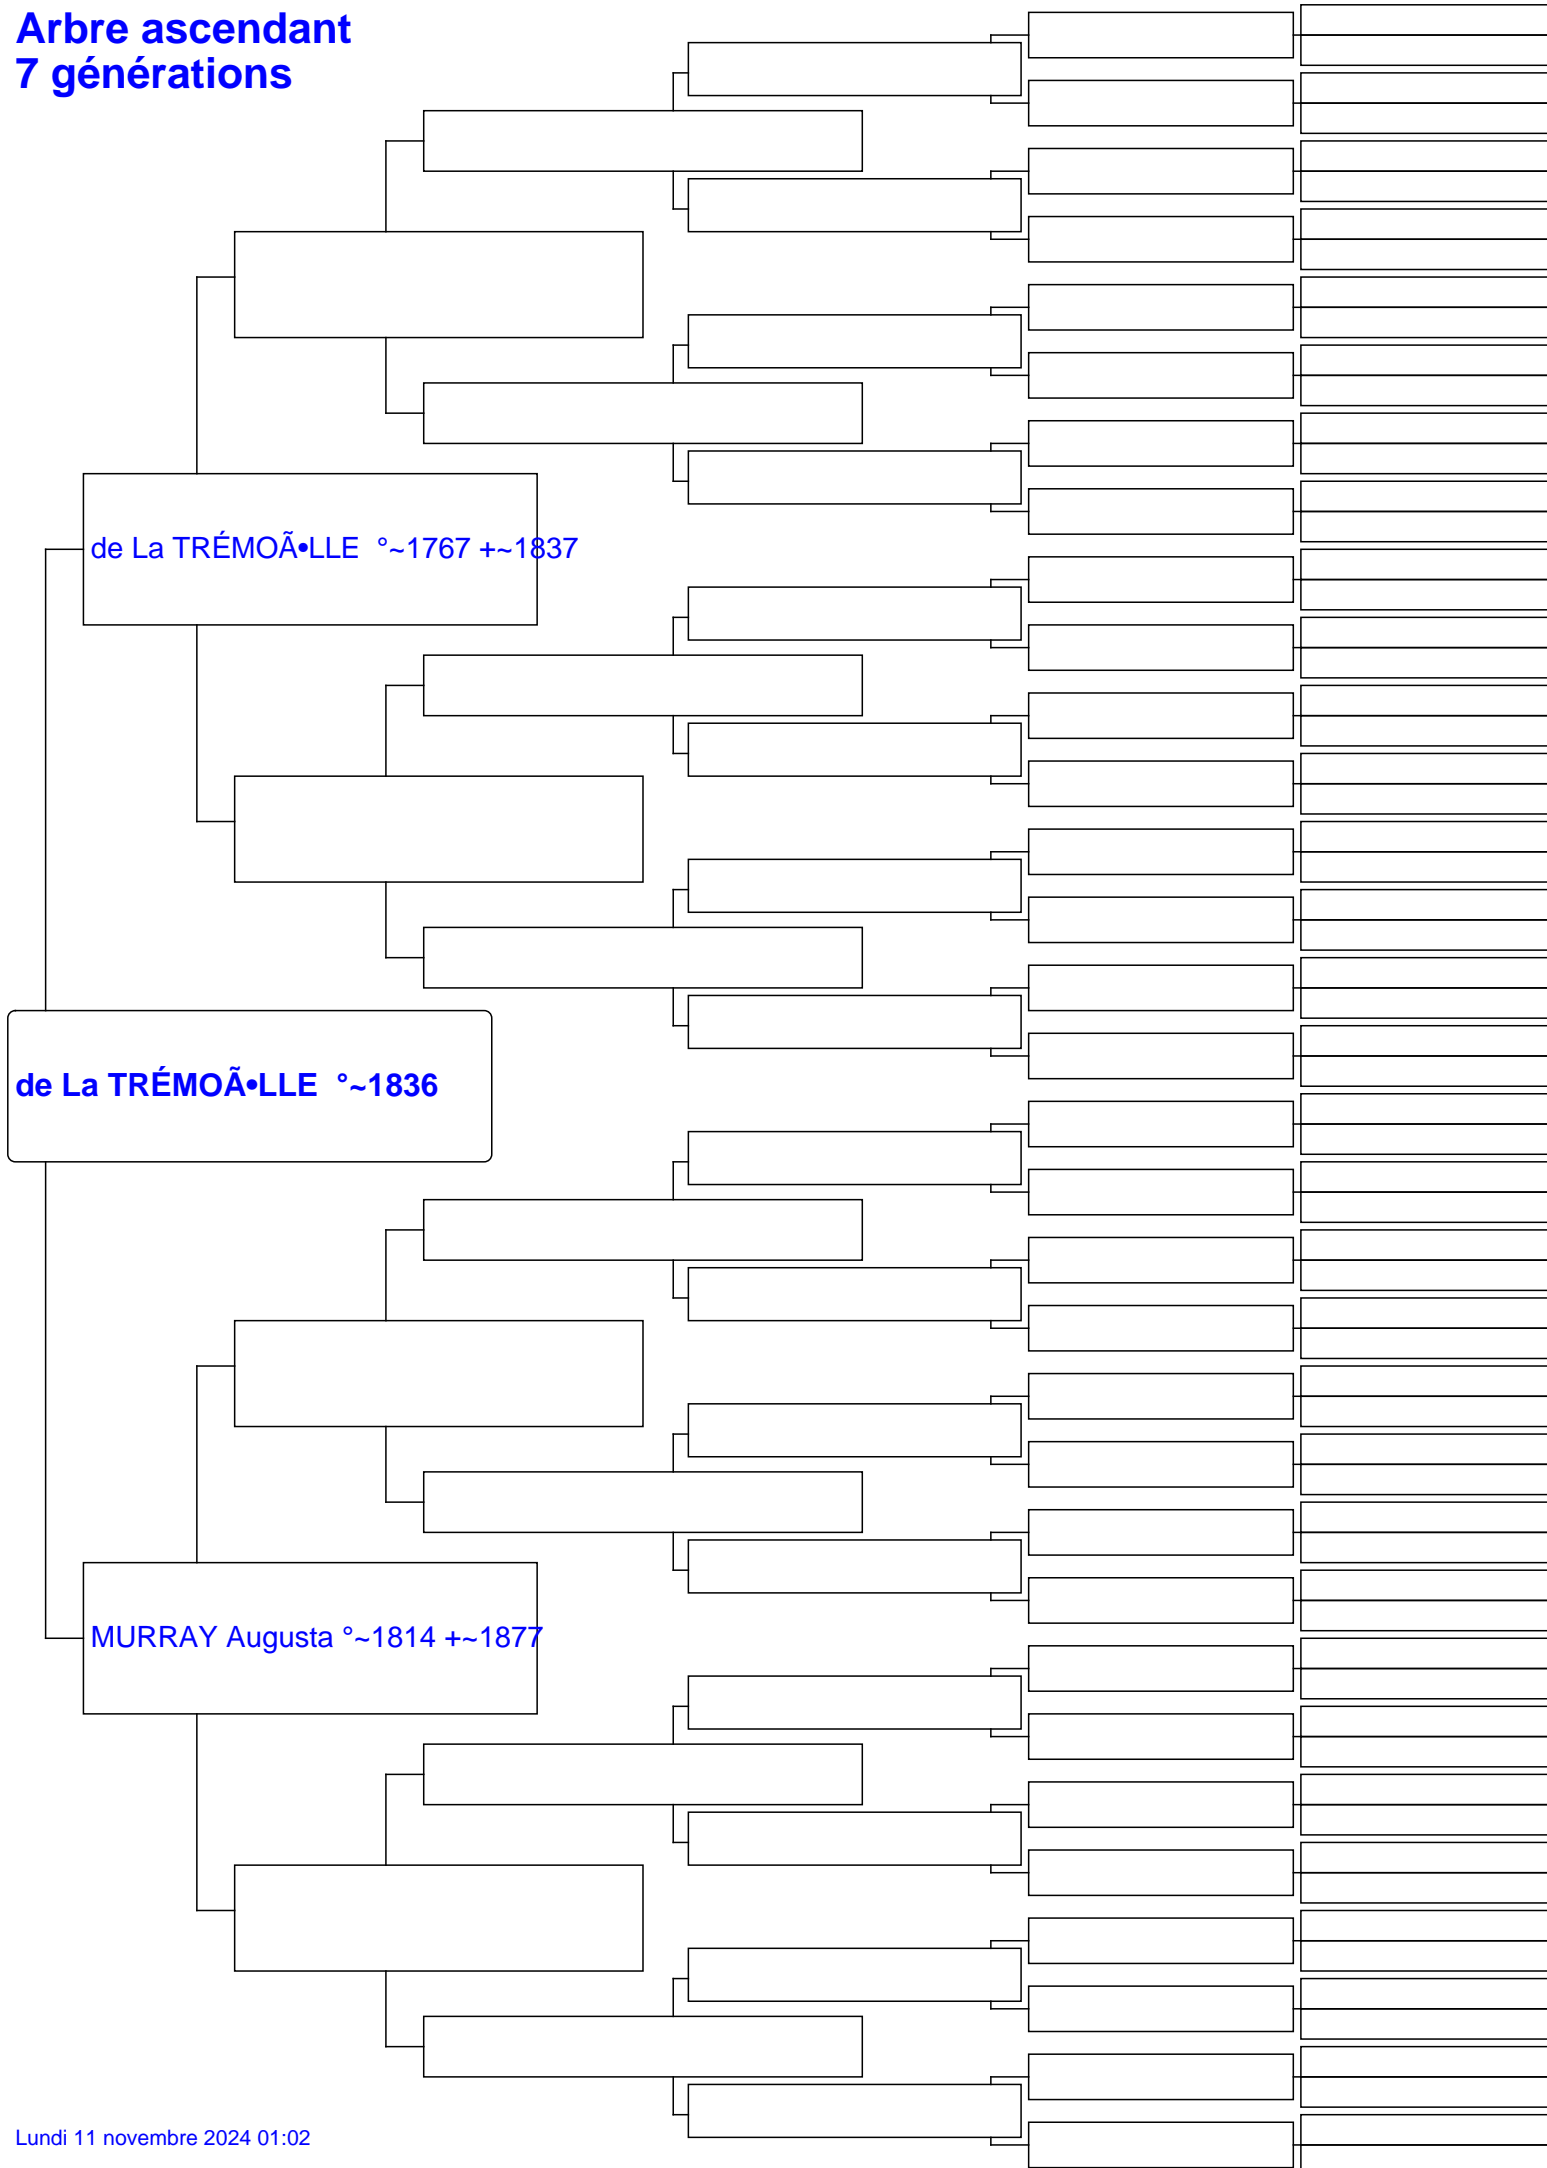 Arbre ascendant
7 générations
de La TRÉMOÃ•LLE °~1767 +~1837
de La TRÉMOÃ•LLE °~1836
MURRAY Augusta °~1814 +~1877
Lundi 11 novembre 2024 01:02